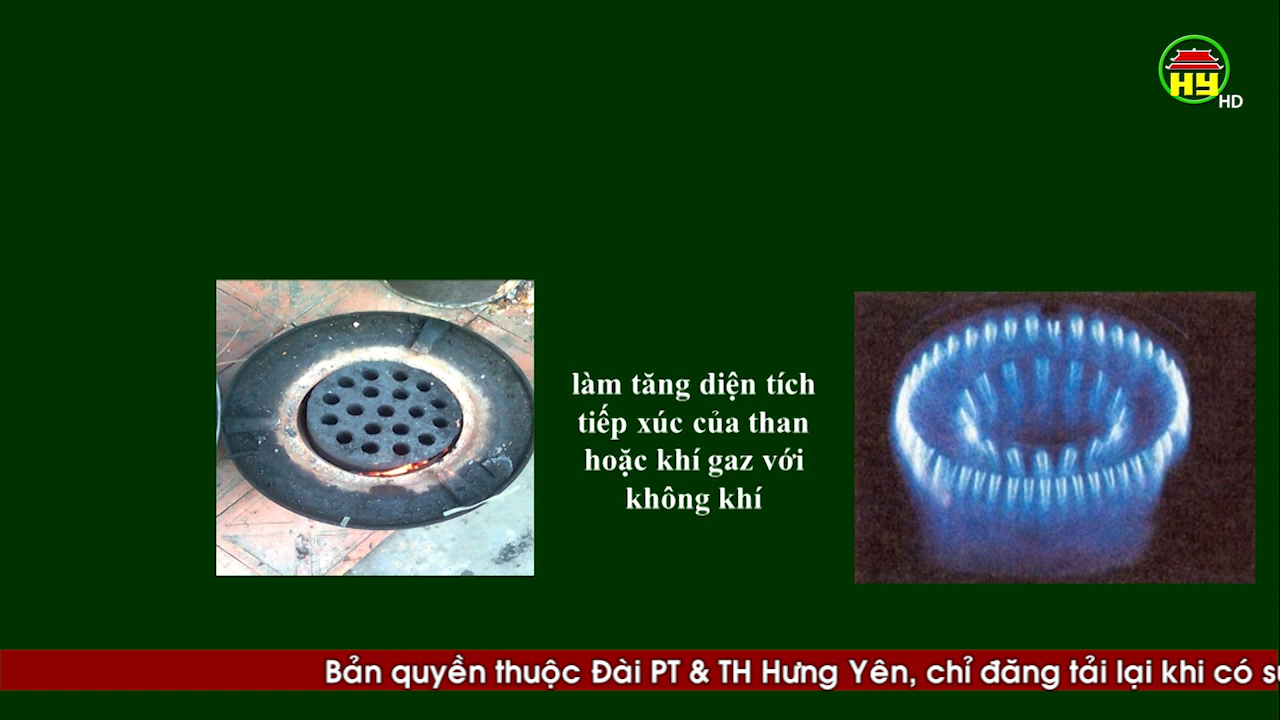 HY
HD
làm tăng diện tích
tiếp xúc của than
hoặc khí gaz với
không khí
Bản quyền thuộc Đài PT & TH Hưng Yên, chỉ đăng tải lại khi có